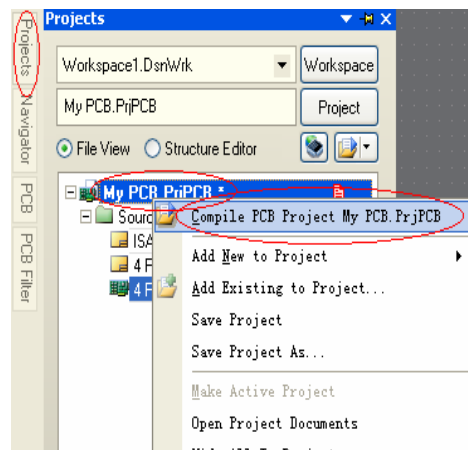 Projects
Projects
Navigator
PCB
PCB Filter
Workspace1.DsnWrk
Workspace
My PCB.PrjPCB
Project
File View
Structure Editor
My PCB.PrjPCB *
Sourc
ISA
4 F
4 F
Compile PCB Project My PCB.PrjPCB
Add New to Project
Add Existing to Project...
Save Project
Save Project As...
Make Active Project
Open Project Documents